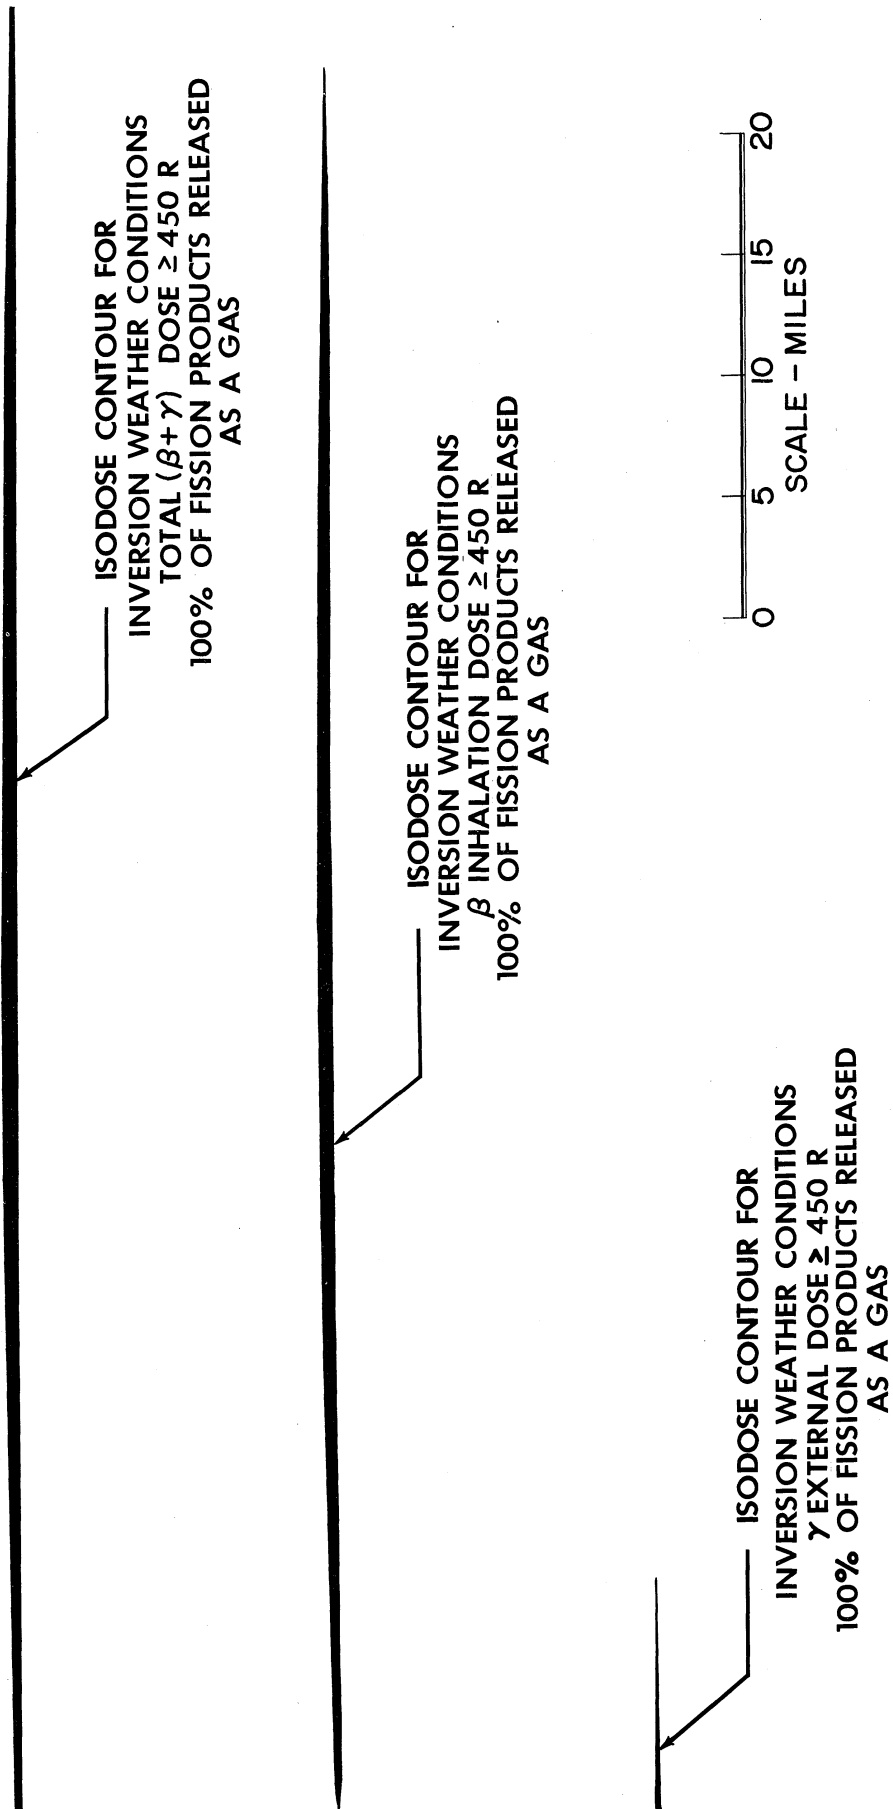 ISODOSE CONTOUR FOR
INVERSION WEATHER CONDITIONS
TOTAL (β+γ) DOSE ≥ 450 R
100% OF FISSION PRODUCTS RELEASED
AS A GAS
ISODOSE CONTOUR FOR
INVERSION WEATHER CONDITIONS
β INHALATION DOSE ≥ 450 R
100% OF FISSION PRODUCTS RELEASED
AS A GAS
ISODOSE CONTOUR FOR
INVERSION WEATHER CONDITIONS
γ EXTERNAL DOSE ≥ 450 R
100% OF FISSION PRODUCTS RELEASED
AS A GAS
0 5 10 15 20
SCALE - MILES